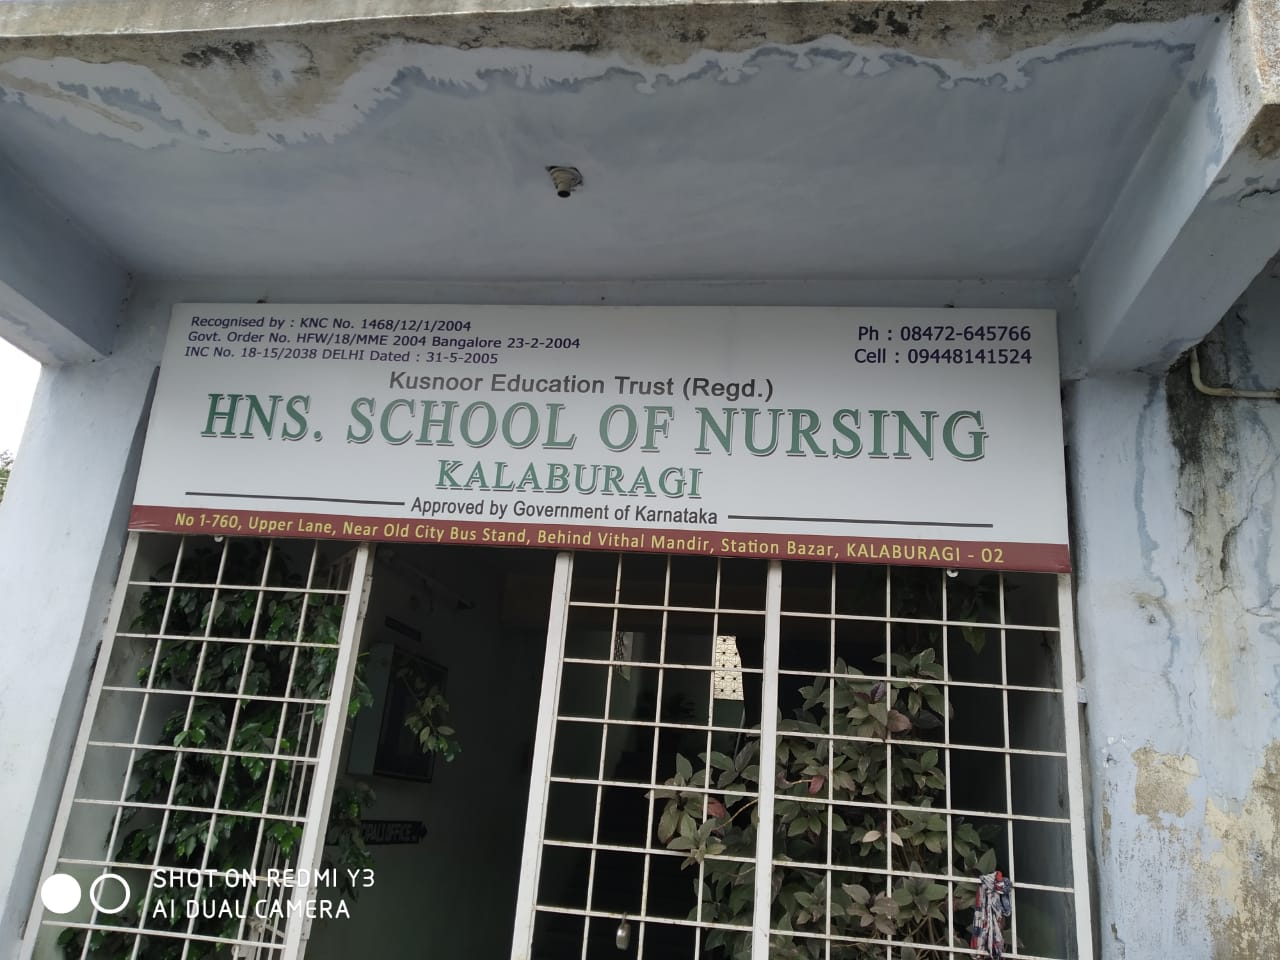 Recognised by : KNC No. 1468/12/1/2004
Govt. Order No. HFW/18/MME 2004 Bangalore 23-2-2004
INC No. 18-15/2038 DELHI Dated : 31-5-2005
Ph : 08472-645766
Cell : 09448141524
Kusnoor Education Trust (Regd.)
HNS. SCHOOL OF NURSING
KALABURAGI
Approved by Government of Karnataka
No 1-760, Upper Lane, Near Old City Bus Stand, Behind Vithal Mandir, Station Bazar, KALABURAGI - 02
OFFICE
SHOT ON REDMI Y3
AI DUAL CAMERA